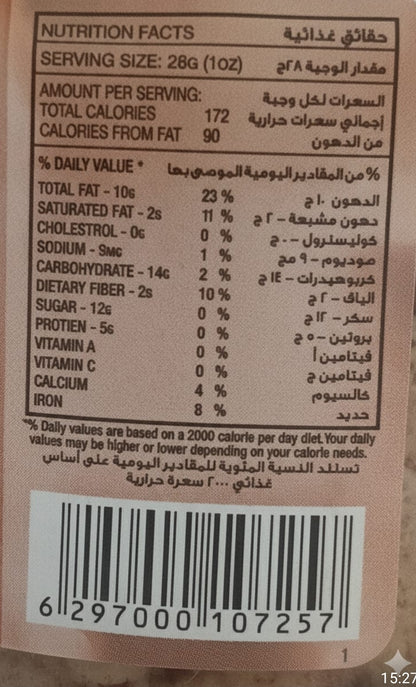 NUTRITION FACTS حقائق غذائية
SERVING SIZE: 28G (1OZ) مقدار الوجبة ٢٨ج
AMOUNT PER SERVING: السعرات لكل وجبة
TOTAL CALORIES 172 إجمالي سعرات حرارية
CALORIES FROM FAT 90 من الدهون
% DAILY VALUE * %من المقادير اليومية الموصى بها
TOTAL FAT - 10G 23 % الدهون ١٠ ج
SATURATED FAT - 2S 11 % دهون مشبعة - ٢ ج
CHOLESTROL - 0G 0 % كوليسترول - ٠ ج
SODIUM - 9MG 1 % صوديوم - ٩ مج
CARBOHYDRATE - 14G 2 % كربوهيدرات - ١٤ ج
DIETARY FIBER - 2S 10 % الياف - ٢ ج
SUGAR - 12G 0 % سكر - ١٢ ج
PROTIEN - 5G 0 % بروتين - ٥ ج
VITAMIN A 0 % فيتامين أ
VITAMIN C 0 % فيتامين ج
CALCIUM 4 % كالسيوم
IRON 8 % حديد
*% Daily values are based on a 2000 calorie per day diet. Your daily
values may be higher or lower depending on your calorie needs.
تستند النسبة المئوية للمقادير اليومية على أساس
غذائي ٢٠٠٠ سعرة حرارية
6 297000 107257
1
15:27